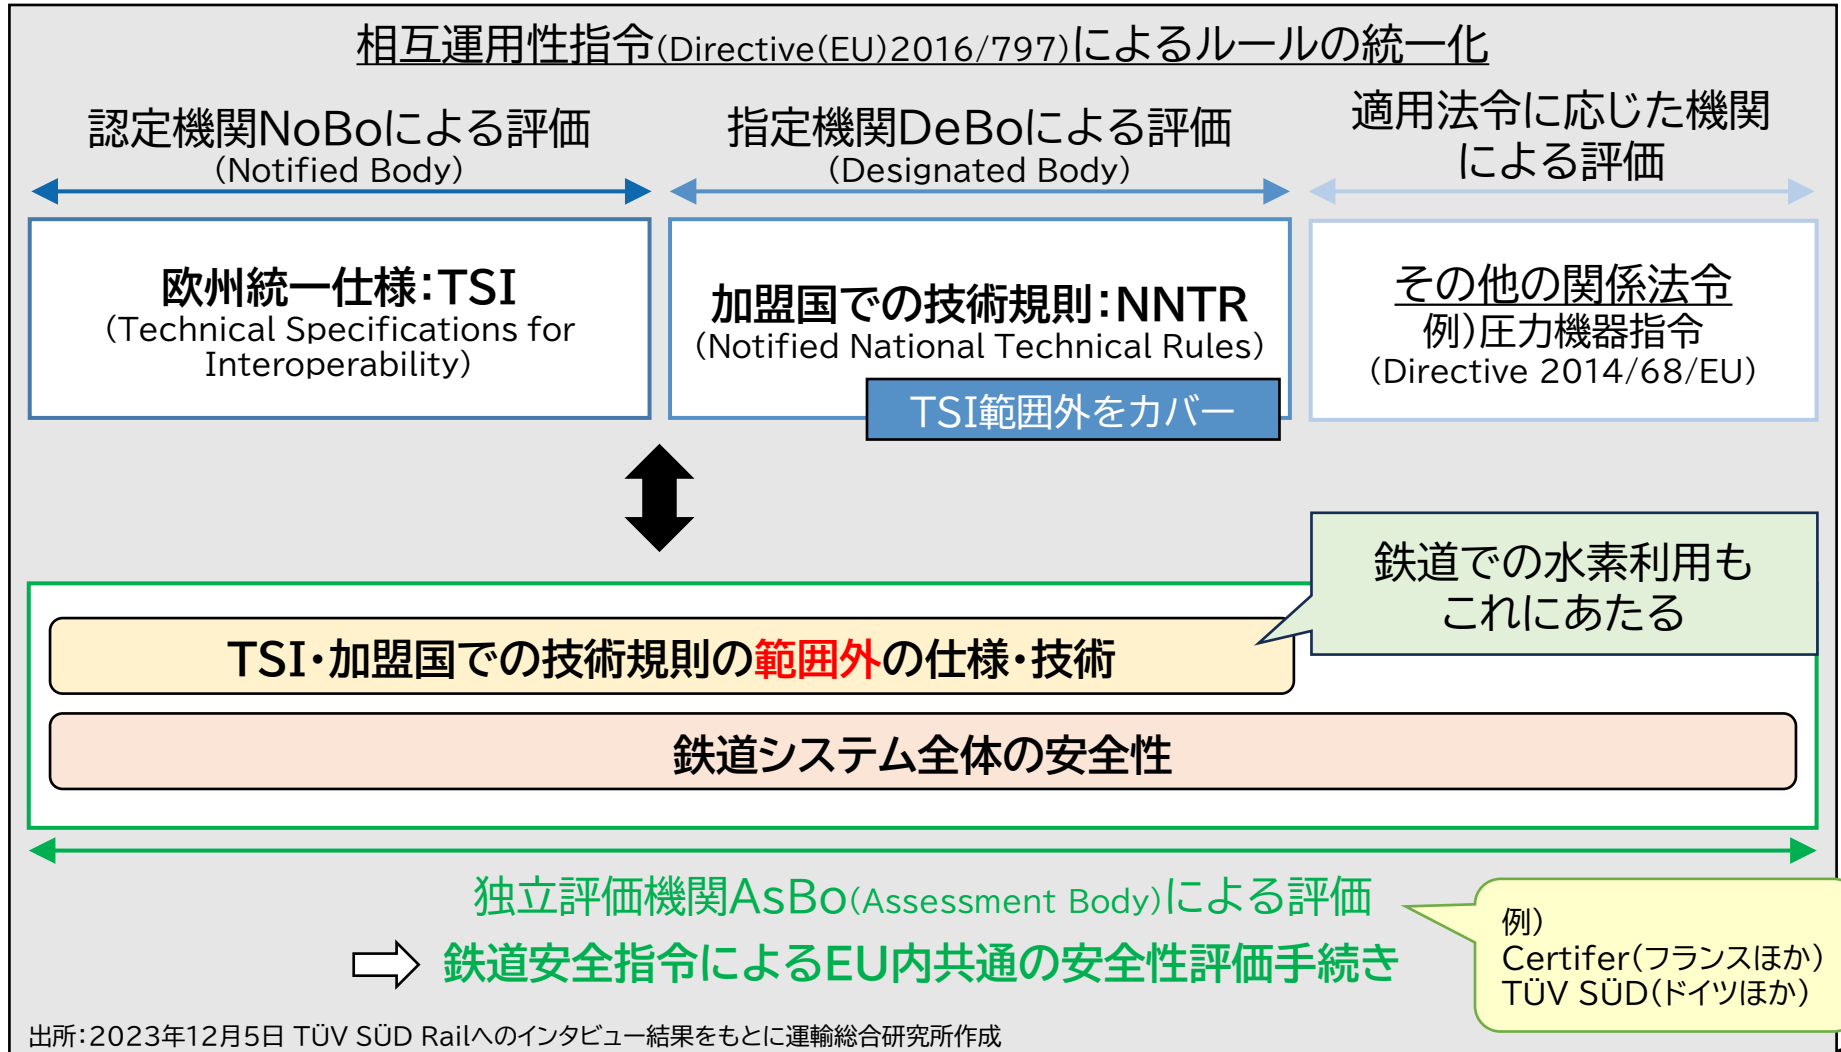 相互運用性指令(Directive(EU)2016/797)によるルールの統一化
認定機関NoBoによる評価
(Notified Body)
指定機関DeBoによる評価
(Designated Body)
適用法令に応じた機関
による評価
欧州統一仕様:TSI
(Technical Specifications for
Interoperability)
加盟国での技術規則:NNTR
(Notified National Technical Rules)
TSI範囲外をカバー
その他の関係法令
例)圧力機器指令
(Directive 2014/68/EU)
鉄道での水素利用も
これにあたる
TSI・加盟国での技術規則の範囲外の仕様・技術
鉄道システム全体の安全性
独立評価機関AsBo(Assessment Body)による評価
鉄道安全指令によるEU内共通の安全性評価手続き
例)
Certifer(フランスほか)
TÜV SÜD(ドイツほか)
出所:2023年12月5日 TÜV SÜD Railへのインタビュー結果をもとに運輸総合研究所作成